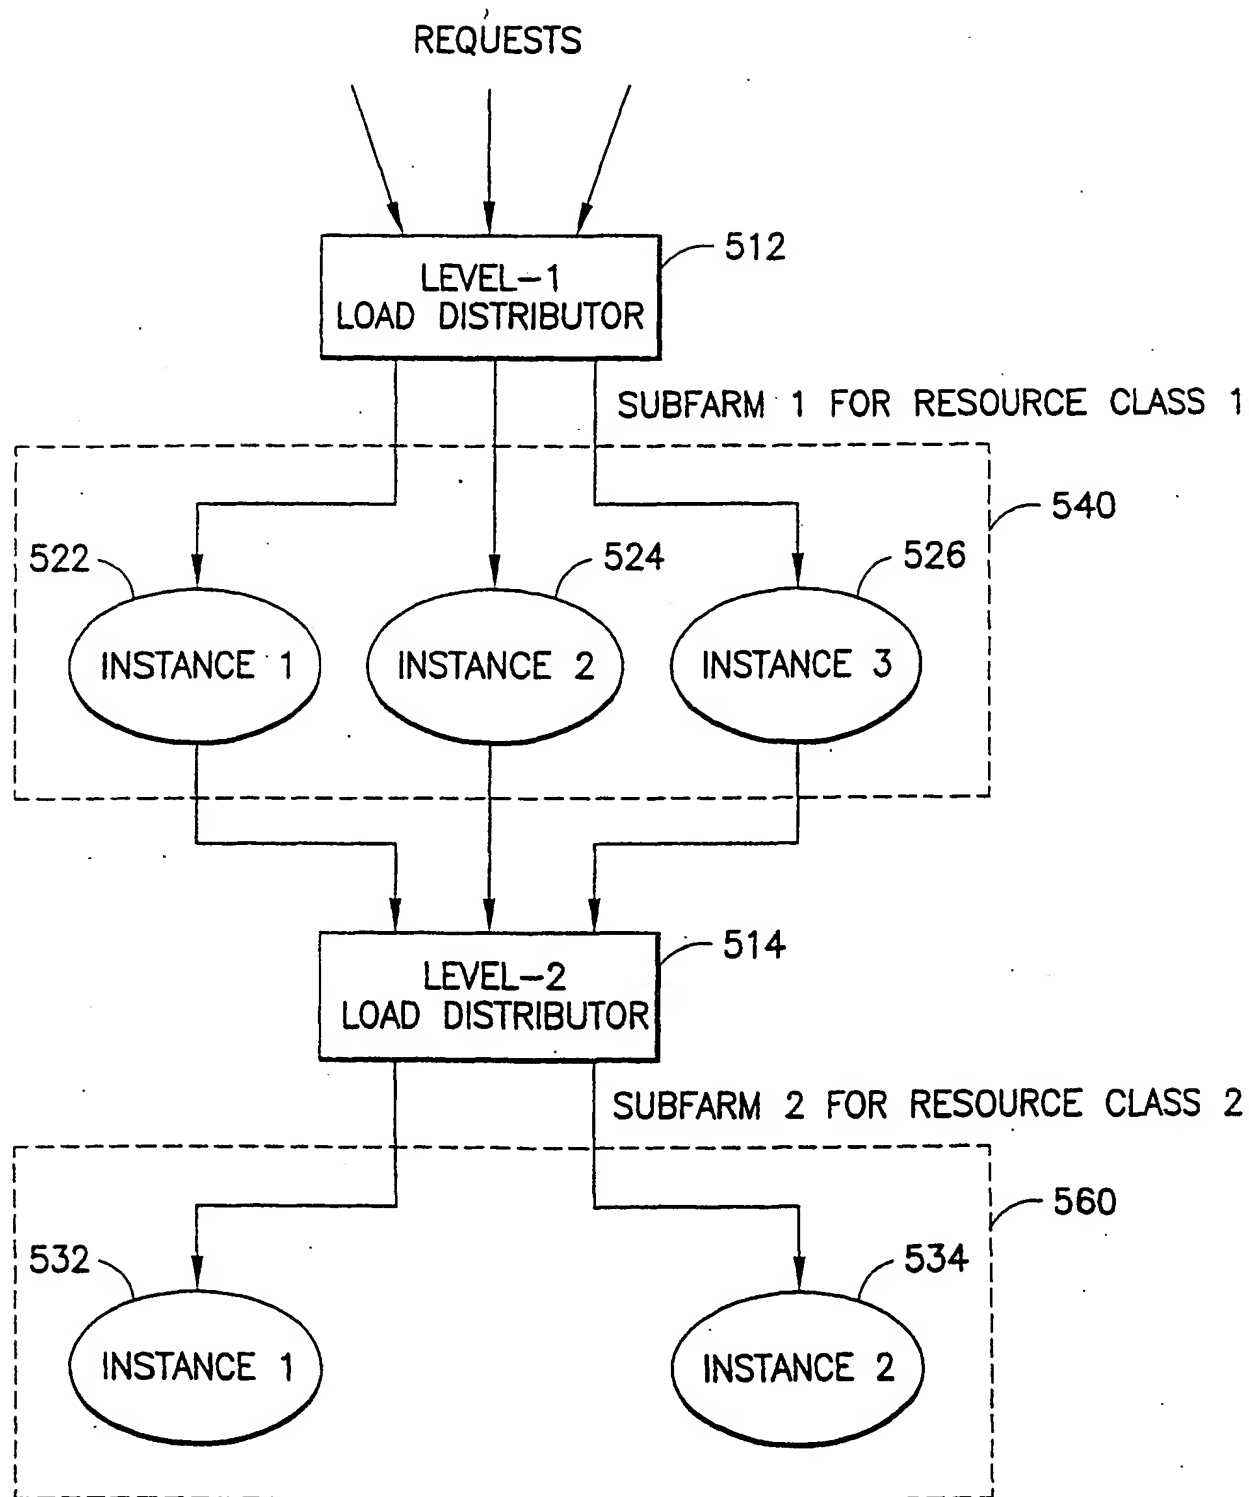 REQUESTS
512
LEVEL-1
LOAD DISTRIBUTOR
SUBFARM 1 FOR RESOURCE CLASS 1
540
522
524
526
INSTANCE 1
INSTANCE 2
INSTANCE 3
514
LEVEL-2
LOAD DISTRIBUTOR
SUBFARM 2 FOR RESOURCE CLASS 2
560
532
534
INSTANCE 1
INSTANCE 2